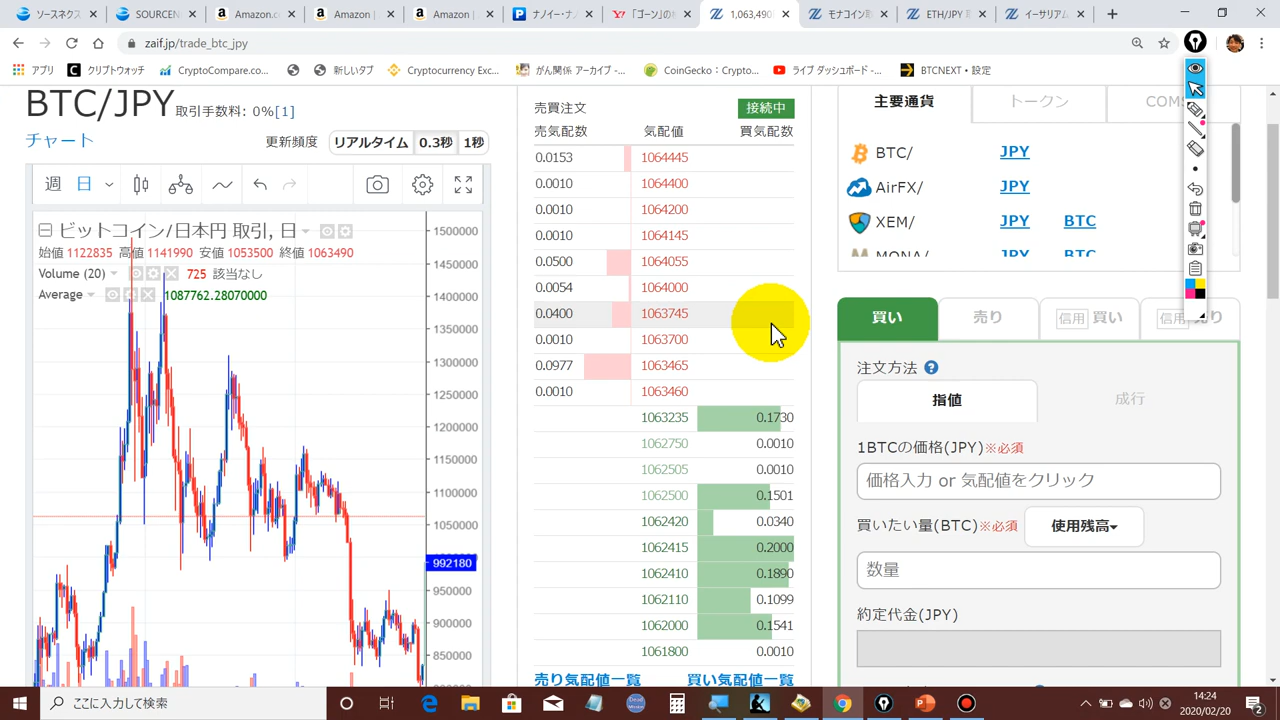 ソースネクス
SOURCEN
Amazon.c
Amazon
Amazon
ナノイー・ナノ
「ゴーン」の秘
1,063,490
モナコイン取
ETH/JPY 取
イーサリアム
zaif.jp/trade_btc_jpy
アプリ
クリプトウォッチ
CryptoCompare.co...
新しいタブ
Cryptocurrency Exc...
がん関係 アーカイブ -...
CoinGecko: Cryptoc...
ライブ ダッシュボード -...
BTCNEXT • 設定
BTC/JPY 取引手数料: 0%[1]
チャート
更新頻度
リアルタイム
0.3秒
1秒
週
日
ビットコイン/日本円 取引, 日
始値 1122835 高値 1141990 安値 1053500 終値 1063490
Volume (20)
725 該当なし
Average
1087762.28070000
1500000
1450000
1400000
1350000
1300000
1250000
1200000
1150000
1100000
1050000
992180
950000
900000
850000
売買注文
接続中
売気配数 気配値 買気配数
0.0153 1064445
0.0010 1064400
0.0010 1064200
0.0010 1064145
0.0500 1064055
0.0054 1064000
0.0400 1063745
0.0010 1063700
0.0977 1063465
0.0010 1063460
1063235 0.1730
1062750 0.0010
1062505 0.0010
1062500 0.1501
1062420 0.0340
1062415 0.2000
1062410 0.1890
1062110 0.1099
1062000 0.1541
1061800 0.0010
売り気配値一覧
買い気配値一覧
主要通貨
トークン
COMS
BTC/ JPY
AirFX/ JPY
XEM/ JPY BTC
MONA/ JPY BTC
買い
売り
信用 買い
信用 売り
注文方法
指値
成行
1BTCの価格(JPY)※必須
価格入力 or 気配値をクリック
買いたい量(BTC)※必須
使用残高
数量
約定代金(JPY)
ここに入力して検索
14:24
2020/02/20
2